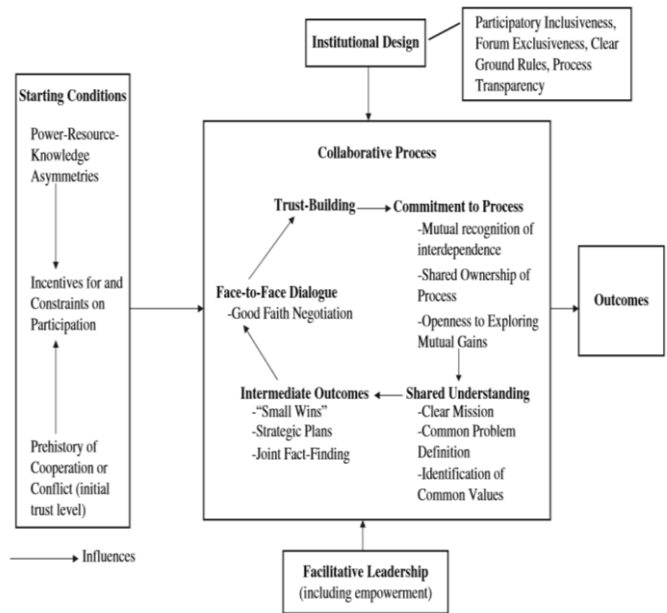 Institutional Design
Participatory Inclusiveness,
Forum Exclusiveness, Clear
Ground Rules, Process
Transparency
Starting Conditions
Power-Resource-
Knowledge
Asymmetries
Incentives for and
Constraints on
Participation
Prehistory of
Cooperation or
Conflict (initial
trust level)
Collaborative Process
Trust-Building
Commitment to Process
-Mutual recognition of
interdependence
-Shared Ownership of
Process
-Openness to Exploring
Mutual Gains
Face-to-Face Dialogue
-Good Faith Negotiation
Intermediate Outcomes
-“Small Wins”
-Strategic Plans
-Joint Fact-Finding
Shared Understanding
-Clear Mission
-Common Problem
Definition
-Identification of
Common Values
Outcomes
Influences
Facilitative Leadership
(including empowerment)